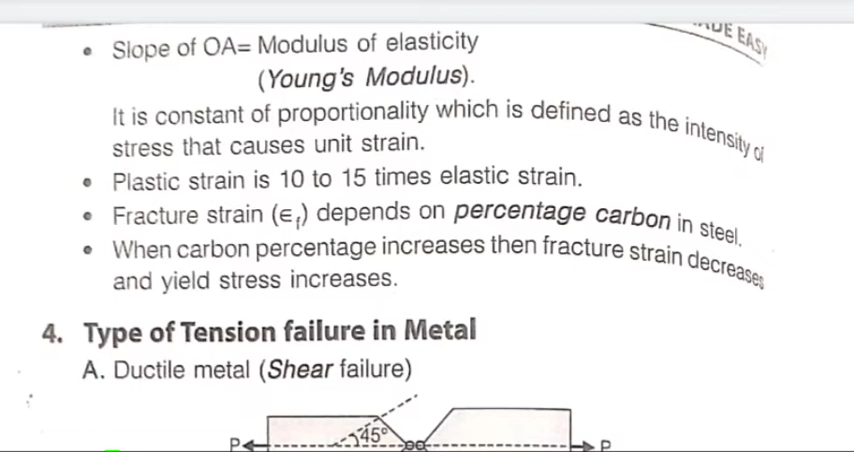 MADE EASY
• Slope of OA= Modulus of elasticity
(Young's Modulus).
It is constant of proportionality which is defined as the intensity of
stress that causes unit strain.
• Plastic strain is 10 to 15 times elastic strain.
• Fracture strain (∈f) depends on percentage carbon in steel.
• When carbon percentage increases then fracture strain decreases
and yield stress increases.
4. Type of Tension failure in Metal
A. Ductile metal (Shear failure)
45°
P P